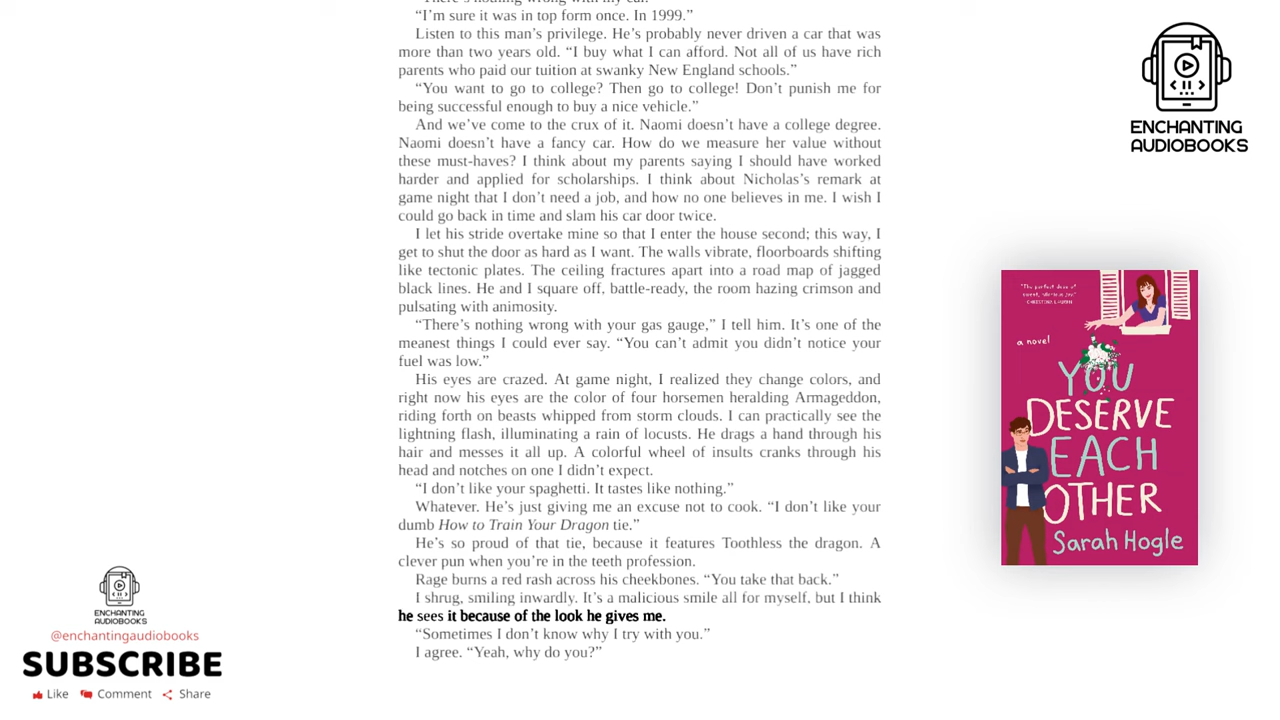 "There's nothing wrong with my car."
"I'm sure it was in top form once. In 1999."
Listen to this man's privilege. He's probably never driven a car that was
more than two years old. "I buy what I can afford. Not all of us have rich
parents who paid our tuition at swanky New England schools."
"You want to go to college? Then go to college! Don't punish me for
being successful enough to buy a nice vehicle."
And we've come to the crux of it. Naomi doesn't have a college degree.
Naomi doesn't have a fancy car. How do we measure her value without
these must-haves? I think about my parents saying I should have worked
harder and applied for scholarships. I think about Nicholas's remark at
game night that I don't need a job, and how no one believes in me. I wish I
could go back in time and slam his car door twice.
I let his stride overtake mine so that I enter the house second; this way, I
get to shut the door as hard as I want. The walls vibrate, floorboards shifting
like tectonic plates. The ceiling fractures apart into a road map of jagged
black lines. He and I square off, battle-ready, the room hazing crimson and
pulsating with animosity.
"There's nothing wrong with your gas gauge," I tell him. It's one of the
meanest things I could ever say. "You can't admit you didn't notice your
fuel was low."
His eyes are crazed. At game night, I realized they change colors, and
right now his eyes are the color of four horsemen heralding Armageddon,
riding forth on beasts whipped from storm clouds. I can practically see the
lightning flash, illuminating a rain of locusts. He drags a hand through his
hair and messes it all up. A colorful wheel of insults cranks through his
head and notches on one I didn't expect.
"I don't like your spaghetti. It tastes like nothing."
Whatever. He's just giving me an excuse not to cook. "I don't like your
dumb How to Train Your Dragon tie."
He's so proud of that tie, because it features Toothless the dragon. A
clever pun when you're in the teeth profession.
Rage burns a red rash across his cheekbones. "You take that back."
I shrug, smiling inwardly. It's a malicious smile all for myself, but I think
he sees it because of the look he gives me.
"Sometimes I don't know why I try with you."
I agree. "Yeah, why do you?"
ENCHANTING
AUDIOBOOKS
"The perfect dose of
CHRISTINA LAUREN
a novel
YOU
DESERVE
EACH
OTHER
Sarah Hogle
ENCHANTING
AUDIOBOOKS
@enchantingaudiobooks
SUBSCRIBE
Like Comment Share